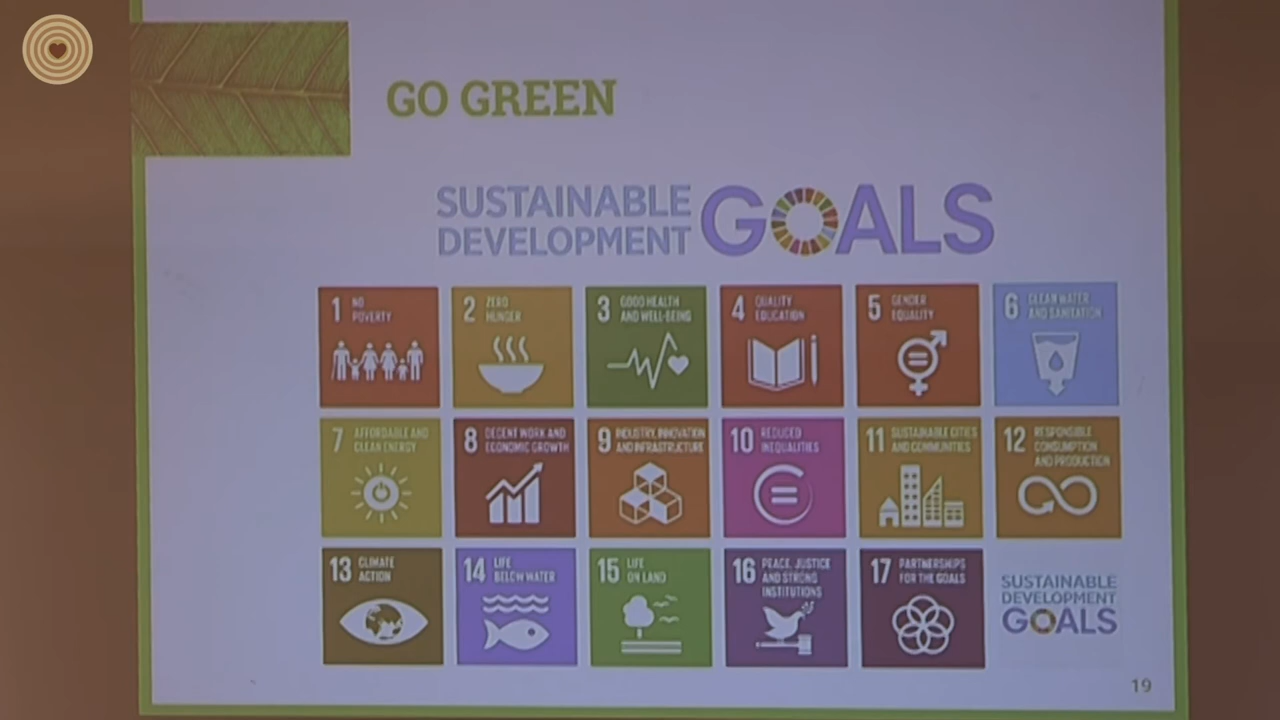 GO GREEN
SUSTAINABLE
DEVELOPMENT
GOALS
1 NO
POVERTY
2 ZERO
HUNGER
3 GOOD HEALTH
AND WELL-BEING
4 QUALITY
EDUCATION
5 GENDER
EQUALITY
6 CLEAN WATER
AND SANITATION
7 AFFORDABLE AND
CLEAN ENERGY
8 DECENT WORK AND
ECONOMIC GROWTH
9 INDUSTRY, INNOVATION
AND INFRASTRUCTURE
10 REDUCED
INEQUALITIES
11 SUSTAINABLE CITIES
AND COMMUNITIES
12 RESPONSIBLE
CONSUMPTION
AND PRODUCTION
13 CLIMATE
ACTION
14 LIFE
BELOW WATER
15 LIFE
ON LAND
16 PEACE, JUSTICE
AND STRONG
INSTITUTIONS
17 PARTNERSHIPS
FOR THE GOALS
SUSTAINABLE
DEVELOPMENT
GOALS
19